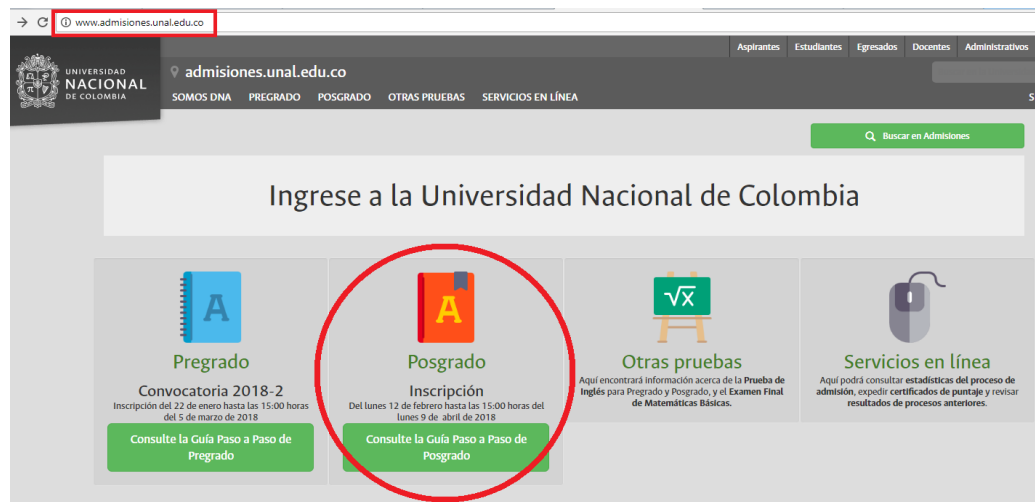 www.admisiones.unal.edu.co
Aspirantes Estudiantes Egresados Docentes Administrativos
UNIVERSIDAD
NACIONAL
DE COLOMBIA
admisiones.unal.edu.co
SOMOS DNA PREGRADO POSGRADO OTRAS PRUEBAS SERVICIOS EN LÍNEA
S
Buscar en Admisiones
Ingrese a la Universidad Nacional de Colombia
A
Pregrado
Convocatoria 2018-2
Inscripción del 22 de enero hasta las 15:00 horas
del 5 de marzo de 2018
Consulte la Guía Paso a Paso de
Pregrado
A
Posgrado
Inscripción
Del lunes 12 de febrero hasta las 15:00 horas del
lunes 9 de abril de 2018
Consulte la Guía Paso a Paso de
Posgrado
√x
Otras pruebas
Aquí encontrará información acerca de la Prueba de
Inglés para Pregrado y Posgrado, y el Examen Final
de Matemáticas Básicas.
Servicios en línea
Aquí podrá consultar estadísticas del proceso de
admisión, expedir certificados de puntaje y revisar
resultados de procesos anteriores.